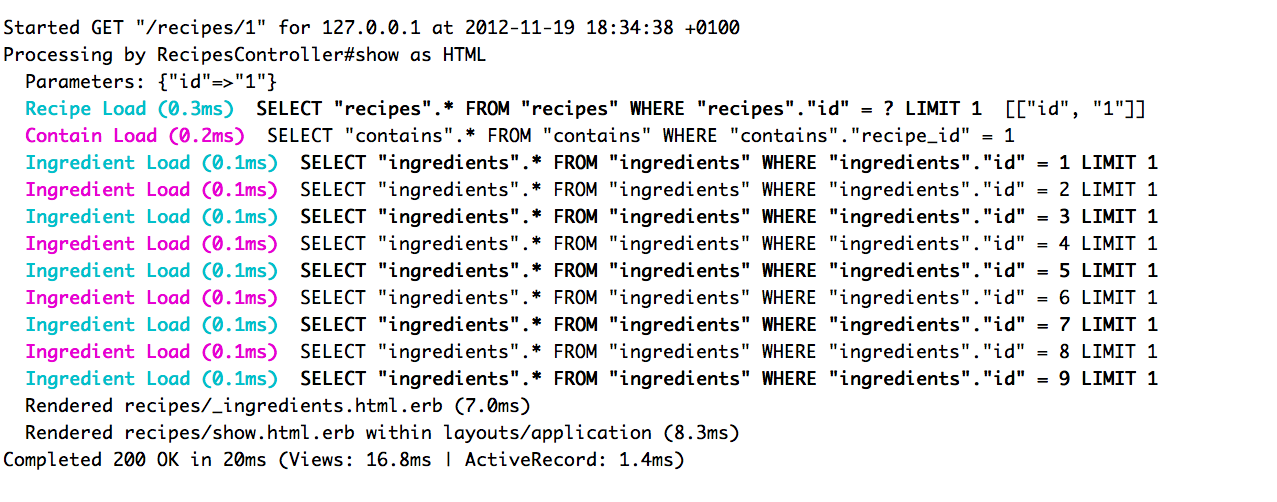 Started GET "/recipes/1" for 127.0.0.1 at 2012-11-19 18:34:38 +0100
Processing by RecipesController#show as HTML
  Parameters: {"id"=>"1"}
  Recipe Load (0.3ms)  SELECT "recipes".* FROM "recipes" WHERE "recipes"."id" = ? LIMIT 1  [["id", "1"]]
  Contain Load (0.2ms)  SELECT "contains".* FROM "contains" WHERE "contains"."recipe_id" = 1
  Ingredient Load (0.1ms)  SELECT "ingredients".* FROM "ingredients" WHERE "ingredients"."id" = 1 LIMIT 1
  Ingredient Load (0.1ms)  SELECT "ingredients".* FROM "ingredients" WHERE "ingredients"."id" = 2 LIMIT 1
  Ingredient Load (0.1ms)  SELECT "ingredients".* FROM "ingredients" WHERE "ingredients"."id" = 3 LIMIT 1
  Ingredient Load (0.1ms)  SELECT "ingredients".* FROM "ingredients" WHERE "ingredients"."id" = 4 LIMIT 1
  Ingredient Load (0.1ms)  SELECT "ingredients".* FROM "ingredients" WHERE "ingredients"."id" = 5 LIMIT 1
  Ingredient Load (0.1ms)  SELECT "ingredients".* FROM "ingredients" WHERE "ingredients"."id" = 6 LIMIT 1
  Ingredient Load (0.1ms)  SELECT "ingredients".* FROM "ingredients" WHERE "ingredients"."id" = 7 LIMIT 1
  Ingredient Load (0.1ms)  SELECT "ingredients".* FROM "ingredients" WHERE "ingredients"."id" = 8 LIMIT 1
  Ingredient Load (0.1ms)  SELECT "ingredients".* FROM "ingredients" WHERE "ingredients"."id" = 9 LIMIT 1
  Rendered recipes/_ingredients.html.erb (7.0ms)
  Rendered recipes/show.html.erb within layouts/application (8.3ms)
Completed 200 OK in 20ms (Views: 16.8ms | ActiveRecord: 1.4ms)